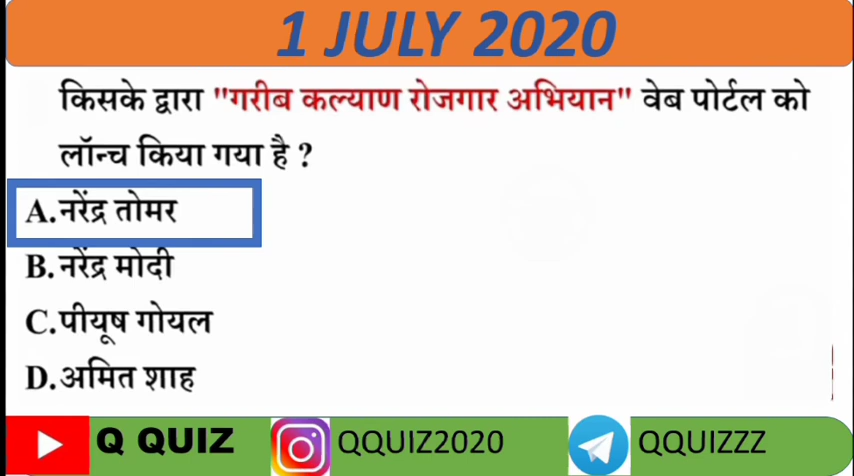 1 JULY 2020
किसके द्वारा "गरीब कल्याण रोजगार अभियान" वेब पोर्टल को
लॉन्च किया गया है ?
A.नरेंद्र तोमर
B.नरेंद्र मोदी
C.पीयूष गोयल
D.अमित शाह
Q QUIZ QQUIZ2020 QQUIZZZ